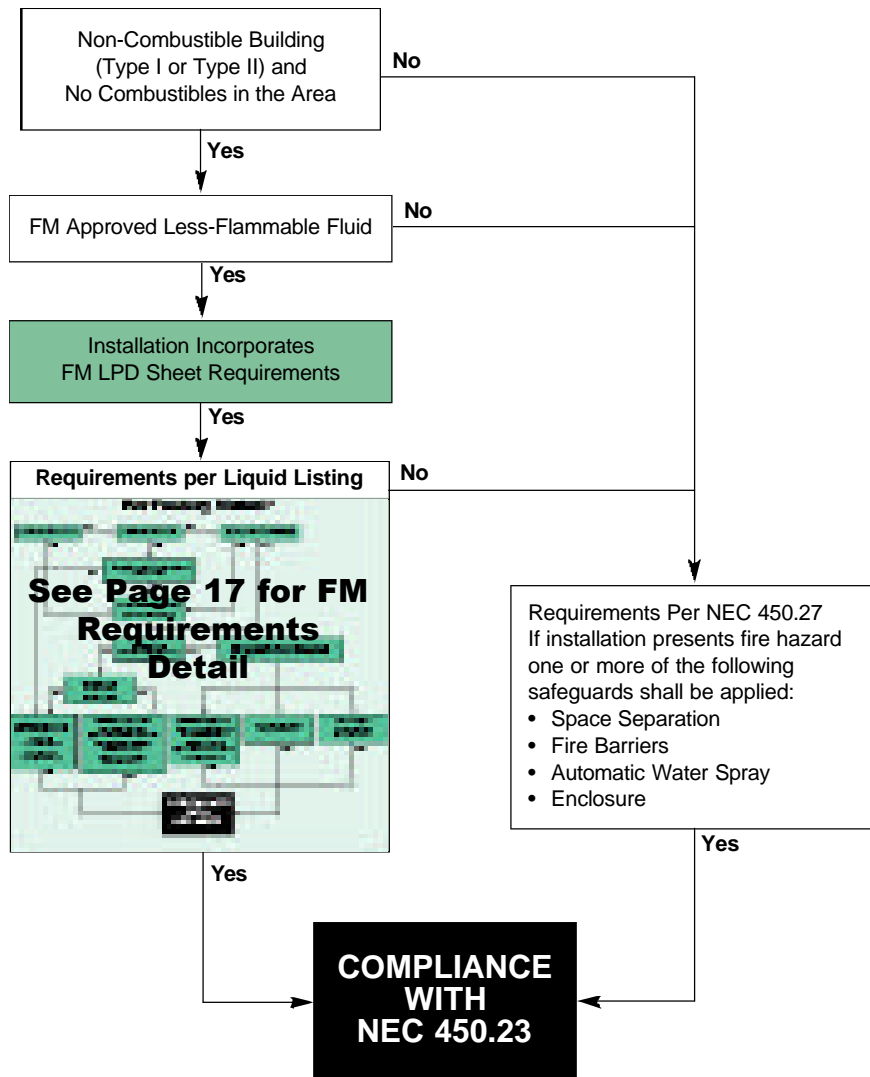 Non-Combustible Building
(Type I or Type II) and
No Combustibles in the Area
No
Yes
FM Approved Less-Flammable Fluid
No
Yes
Installation Incorporates
FM LPD Sheet Requirements
Yes
Requirements per Liquid Listing
No
See Page 17 for FM
Requirements
Detail
Requirements Per NEC 450.27
If installation presents fire hazard
one or more of the following
safeguards shall be applied:
• Space Separation
• Fire Barriers
• Automatic Water Spray
• Enclosure
Yes
Yes
COMPLIANCE
WITH
NEC 450.23